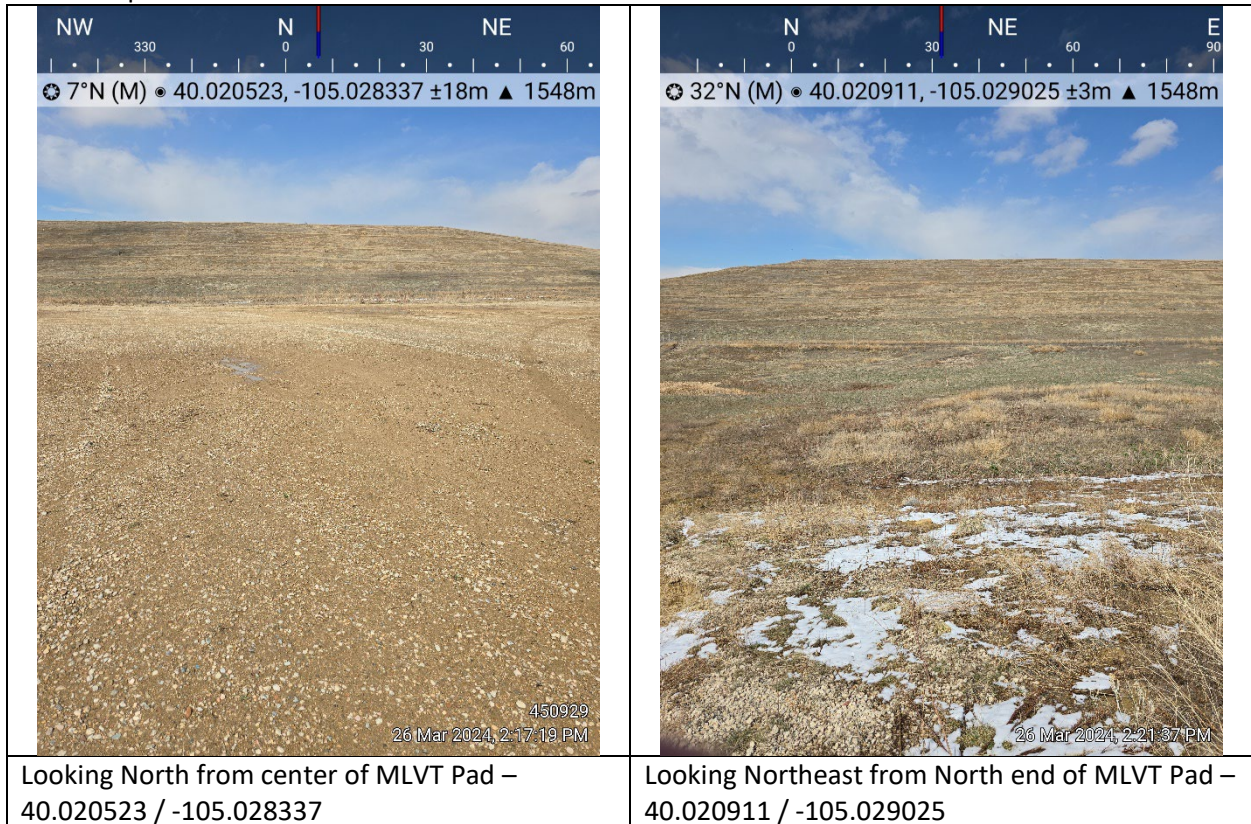 NW N NE
330 0 30 60
7°N (M) 40.020523, -105.028337 ±18m ▲ 1548m
450929
26 Mar 2024, 2:17:19 PM
Looking North from center of MLVT Pad –
40.020523 / -105.028337
N NE E
0 30 60 90
32°N (M) 40.020911, -105.029025 ±3m ▲ 1548m
26 Mar 2024, 2:21:37 PM
Looking Northeast from North end of MLVT Pad –
40.020911 / -105.029025